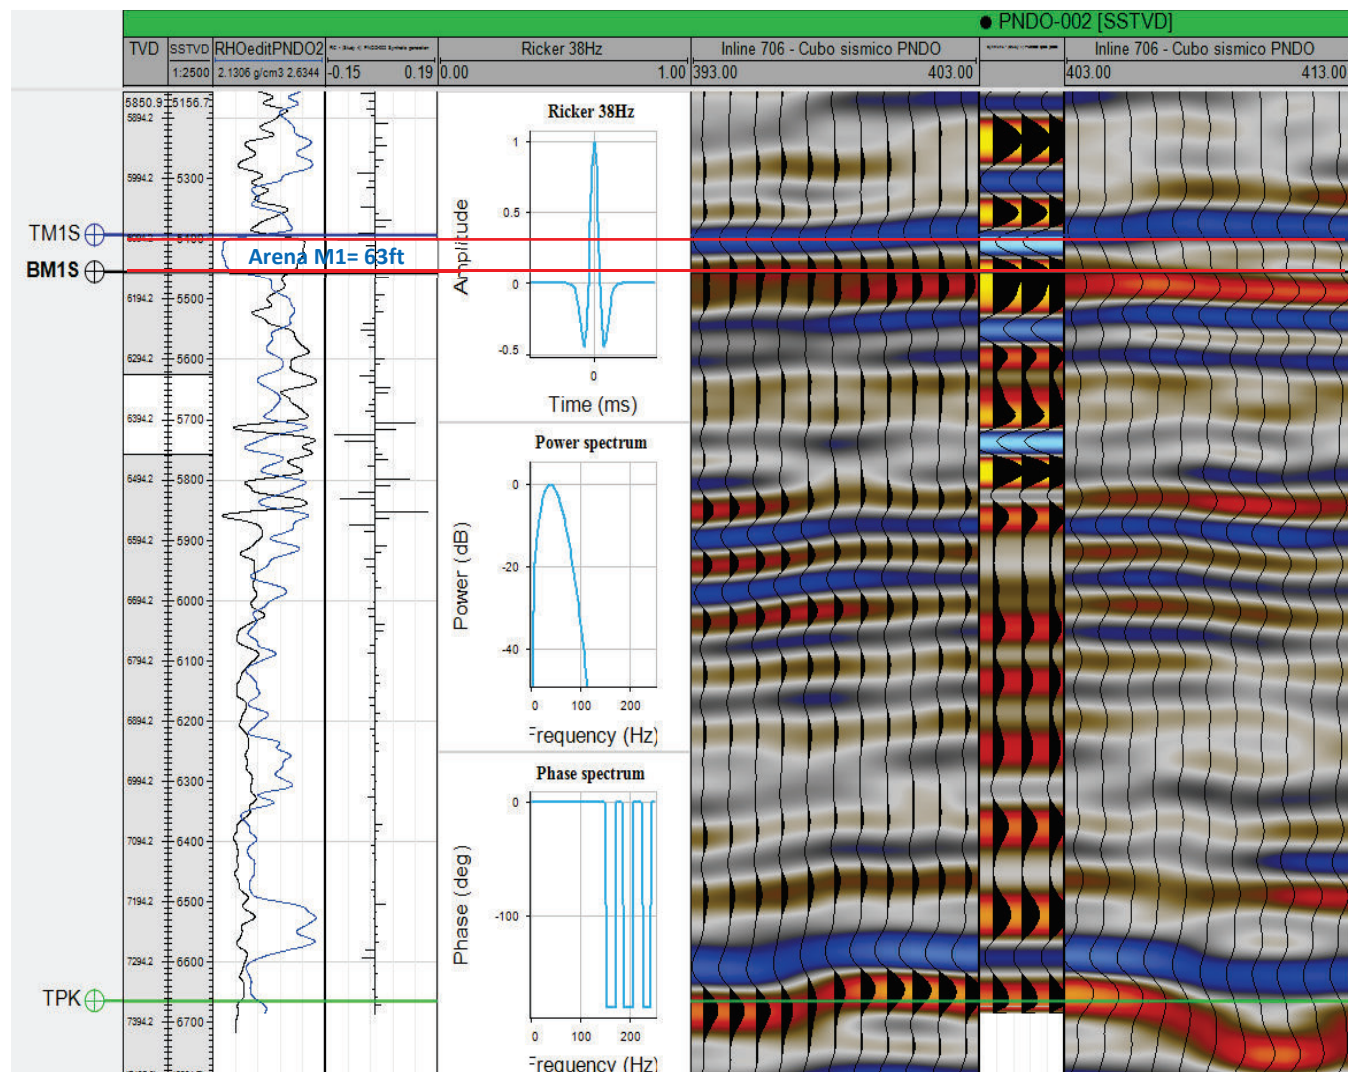 ● PNDO-002 [SSTVD]
TVD SSTVD RHOeditPNDO2 Ricker 38Hz Inline 706 - Cubo sismico PNDO Inline 706 - Cubo sismico PNDO
1:2500 2.1306 g/cm3 2.6344 -0.15 0.19 0.00 1.00 393.00 403.00 403.00 413.00
5850.9 5156.7
5894.2
5994.2 5300
TM1S
Arena M1= 63ft
BM1S
6194.2 5500
6294.2 5600
6394.2 5700
6494.2 5800
6594.2 5900
6694.2 6000
6794.2 6100
6894.2 6200
6994.2 6300
7094.2 6400
7194.2 6500
7294.2 6600
TPK
7394.2 6700
Ricker 38Hz
Amplitude
1
0.5
0
-0.5
0
Time (ms)
Power spectrum
Power (dB)
0
-20
-40
0 100 200
Frequency (Hz)
Phase spectrum
Phase (deg)
0
-100
0 100 200
Frequency (Hz)